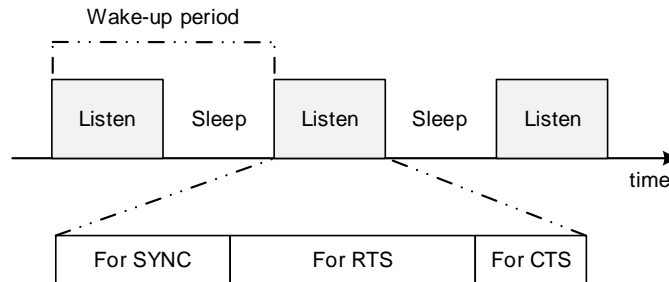 Wake-up period
Listen Sleep Listen Sleep Listen
time
For SYNC For RTS For CTS